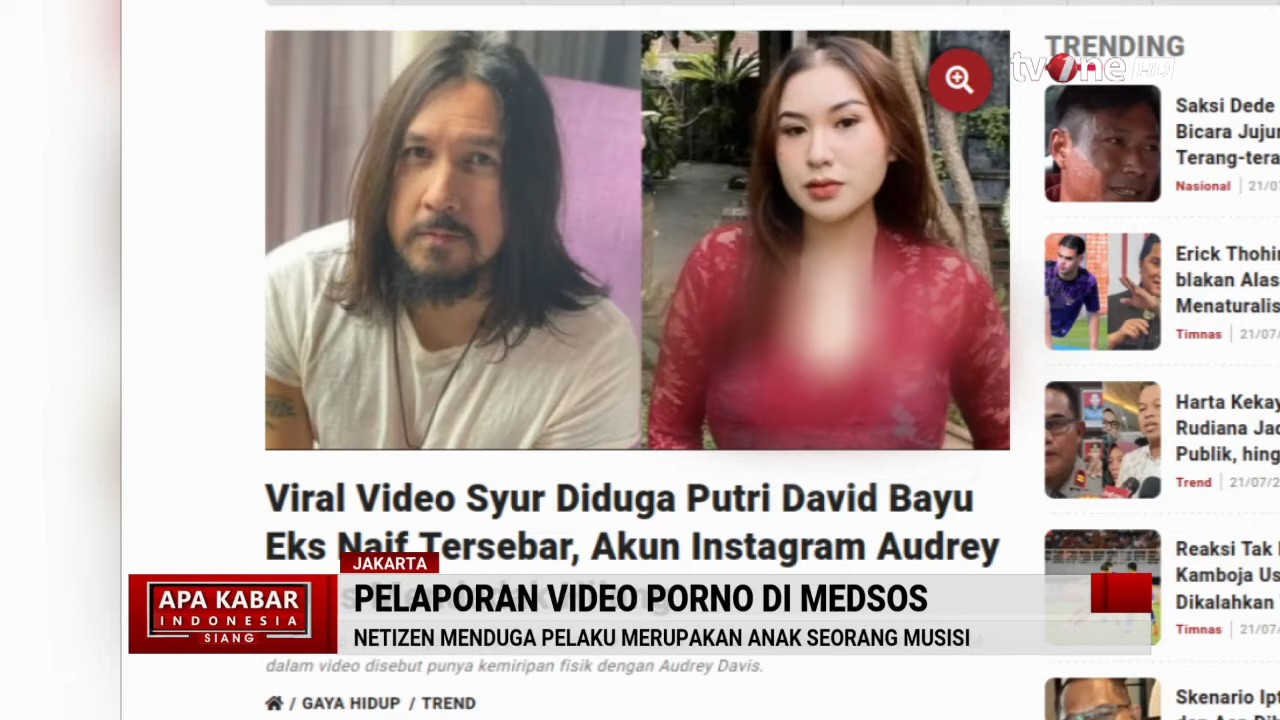 TRENDING
tvOne HD
Saksi Dede
Bicara Jujur
Terang-tera
Nasional
21/07
Erick Thohir
blakan Alas
Menaturalis
Timnas
21/07/
Harta Kekay
Rudiana Jad
Publik, hing
Trend
21/07/2
Reaksi Tak
Kamboja Us
Dikalahkan
Timnas
21/07/
Skenario Ipt
Viral Video Syur Diduga Putri David Bayu
Eks Naif Tersebar, Akun Instagram Audrey
JAKARTA
APA KABAR
INDONESIA
SIANG
PELAPORAN VIDEO PORNO DI MEDSOS
NETIZEN MENDUGA PELAKU MERUPAKAN ANAK SEORANG MUSISI
dalam video disebut punya kemiripan fisik dengan Audrey Davis.
/ GAYA HIDUP / TREND